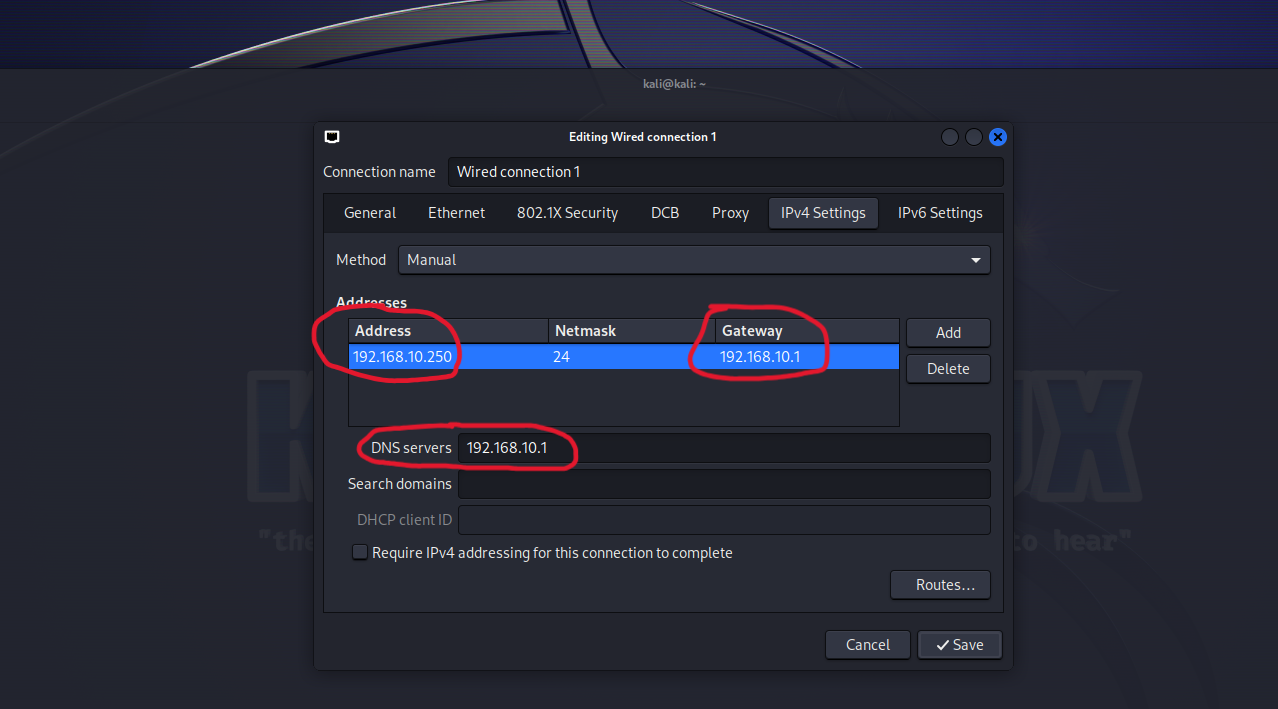 kali@kali: ~
Editing Wired connection 1
Connection name Wired connection 1
General Ethernet 802.1X Security DCB Proxy IPv4 Settings IPv6 Settings
Method Manual
Addresses
Address Netmask Gateway Add
192.168.10.250 24 192.168.10.1
Delete
DNS servers 192.168.10.1
Search domains
DHCP client ID
Require IPv4 addressing for this connection to complete
Routes...
Cancel Save
"the to hear"